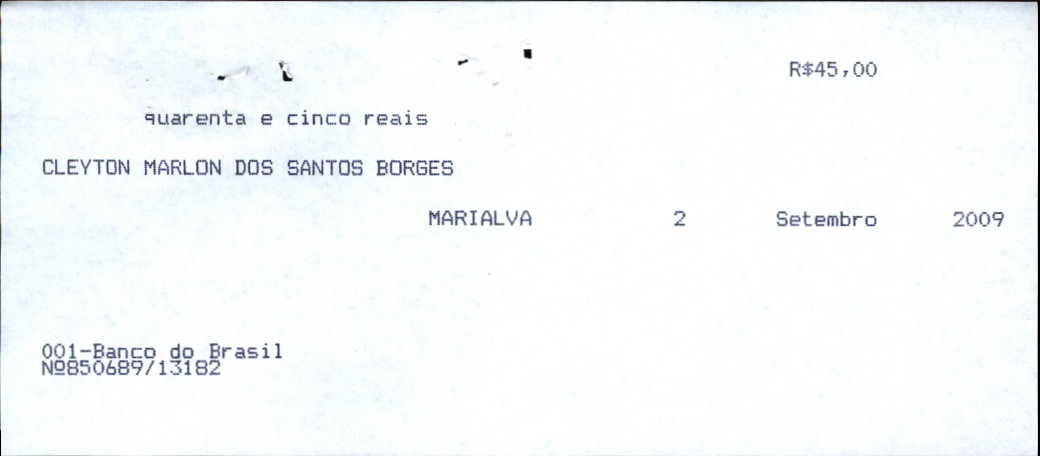 R$45,00
quarenta e cinco reais
CLEYTON MARLON DOS SANTOS BORGES
MARIALVA 2 Setembro 2009
001-Banco do Brasil
Nº850689/13182